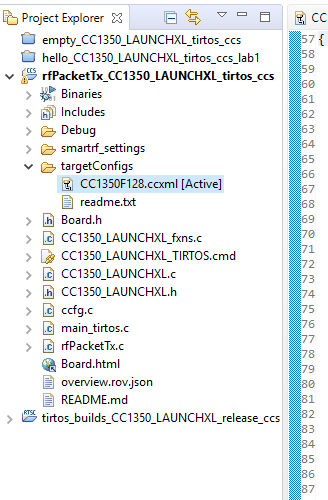 Project Explorer
CC
empty_CC1350_LAUNCHXL_tirtos_ccs
hello_CC1350_LAUNCHXL_tirtos_ccs_lab1
rfPacketTx_CC1350_LAUNCHXL_tirtos_ccs
Binaries
Includes
Debug
smartrf_settings
targetConfigs
CC1350F128.ccxml [Active]
readme.txt
Board.h
CC1350_LAUNCHXL_fxns.c
CC1350_LAUNCHXL_TIRTOS.cmd
CC1350_LAUNCHXL.c
CC1350_LAUNCHXL.h
ccfg.c
main_tirtos.c
rfPacketTx.c
Board.html
overview.rov.json
README.md
tirtos_builds_CC1350_LAUNCHXL_release_ccs
57 {
58
59
60
61
62
63
64
65
66
67
68
69
70
71
72
73
74
75
76
77
78
79
80
81
82
83
84
85
86
87